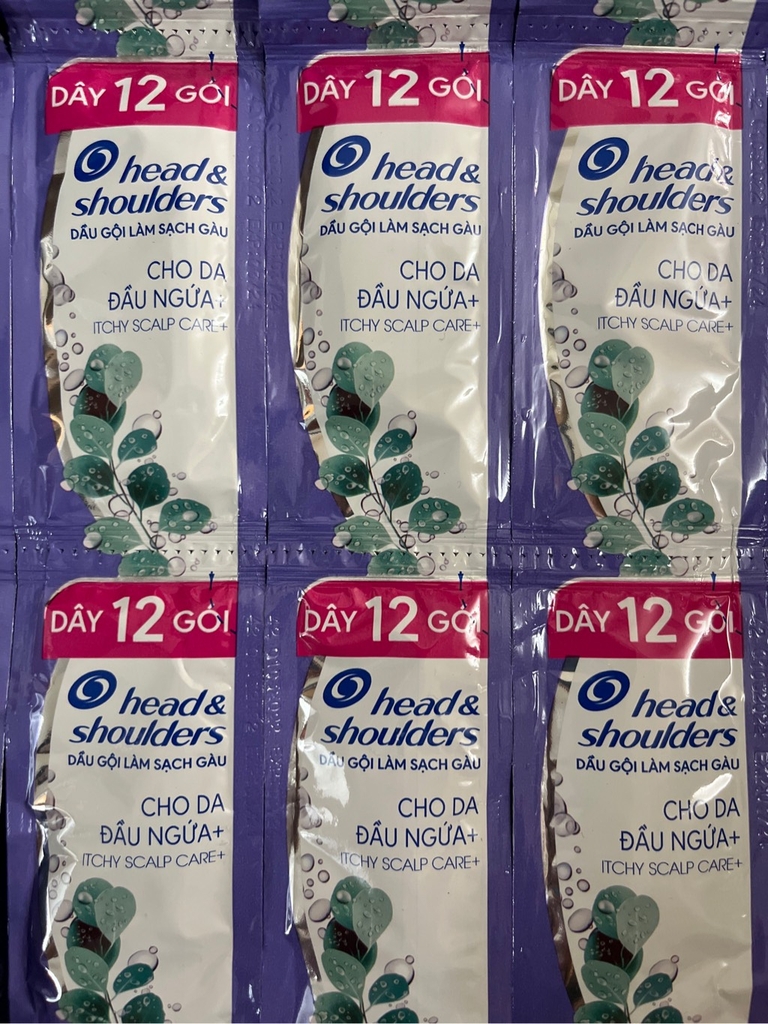 DÂY 12 GÓI
head &
shoulders
DẦU GỘI LÀM SẠCH GÀU
CHO DA
ĐẦU NGỨA+
ITCHY SCALP CARE+
DÂY 12 GÓI
head &
shoulders
DẦU GỘI LÀM SẠCH GÀU
CHO DA
ĐẦU NGỨA+
ITCHY SCALP CARE+
DÂY 12 GÓI
head &
shoulders
DẦU GỘI LÀM SẠCH GÀU
CHO DA
ĐẦU NGỨA+
ITCHY SCALP CARE+
DÂY 12 GÓI
head &
shoulders
DẦU GỘI LÀM SẠCH GÀU
CHO DA
ĐẦU NGỨA+
ITCHY SCALP CARE+
DÂY 12 GÓI
head &
shoulders
DẦU GỘI LÀM SẠCH GÀU
CHO DA
ĐẦU NGỨA+
ITCHY SCALP CARE+
DÂY 12 GÓI
head &
shoulders
DẦU GỘI LÀM SẠCH GÀU
CHO DA
ĐẦU NGỨA+
ITCHY SCALP CARE+